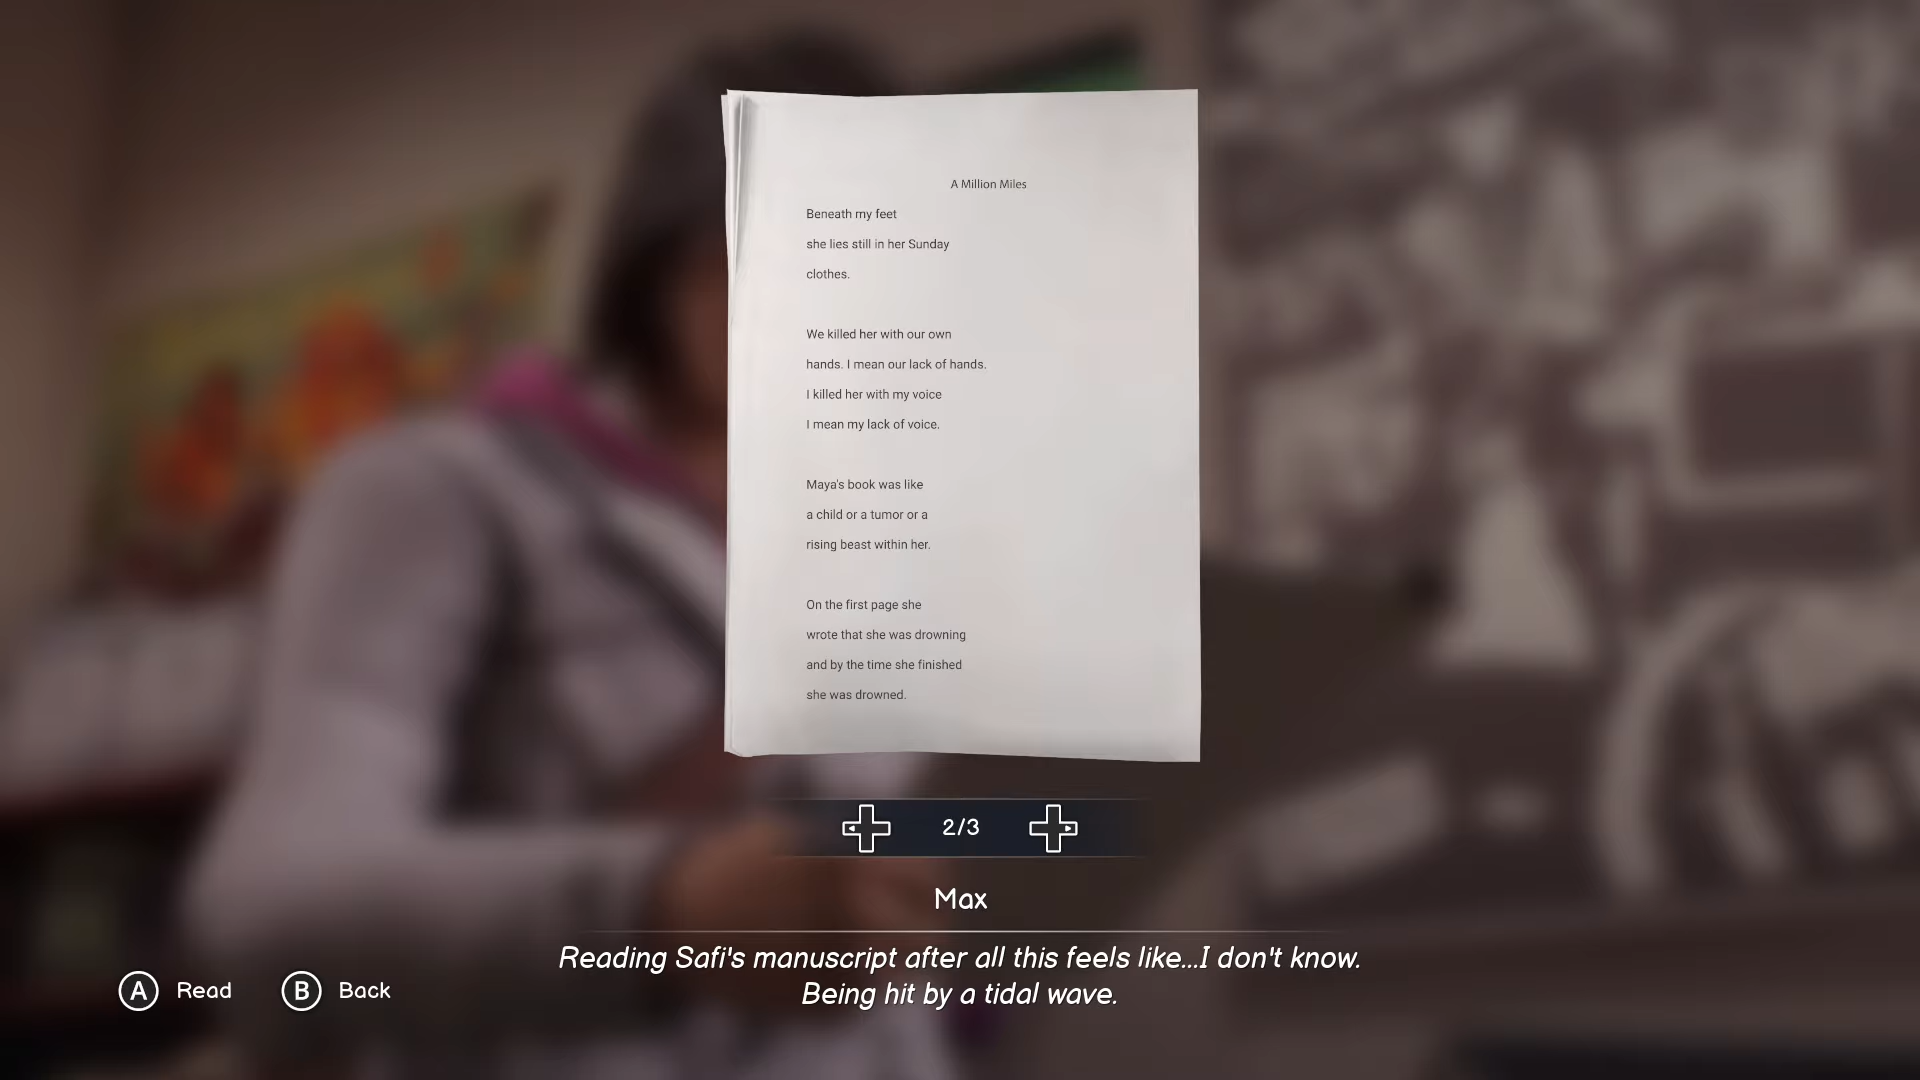 A Million Miles
Beneath my feet
she lies still in her Sunday
clothes.
We killed her with our own
hands. I mean our lack of hands.
I killed her with my voice
I mean my lack of voice.
Maya's book was like
a child or a tumor or a
rising beast within her.
On the first page she
wrote that she was drowning
and by the time she finished
she was drowned.
2/3
Max
Reading Safi's manuscript after all this feels like...I don't know.
Being hit by a tidal wave.
A Read B Back